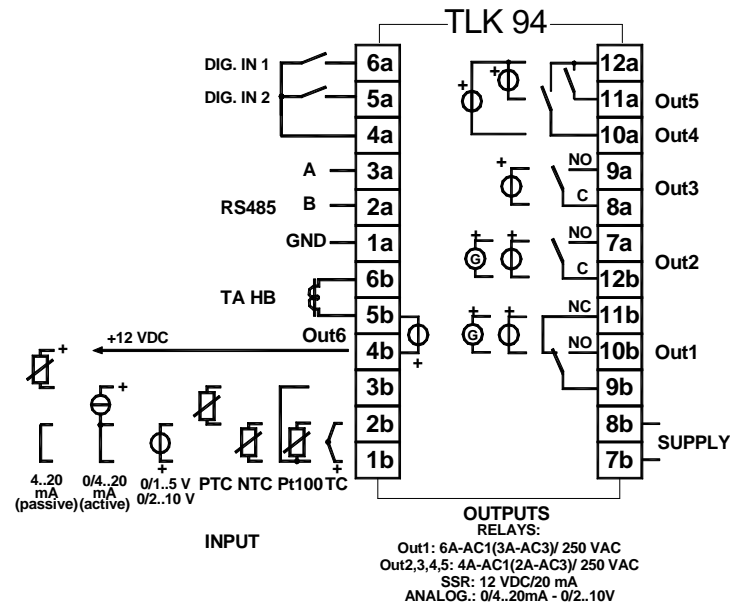 TLK 94
DIG. IN 1
6a
12a
+
+
DIG. IN 2
5a
11a
Out5
4a
10a
Out4
A
3a
+
NO
9a
Out3
RS485
B
2a
C
8a
GND
1a
+
+
NO
7a
G
Out2
TA HB
6b
C
12b
5b
+
+
NC
11b
Out6
+12 VDC
4b
+
G
NO
10b
Out1
+
3b
9b
+
2b
8b
SUPPLY
+
+
1b
7b
4..20 mA (passive)
0/4..20 mA (active)
0/1..5 V
0/2..10 V
PTC
NTC
Pt100
TC
INPUT
OUTPUTS
RELAYS:
Out1: 6A-AC1(3A-AC3)/ 250 VAC
Out2,3,4,5: 4A-AC1(2A-AC3)/ 250 VAC
SSR: 12 VDC/20 mA
ANALOG.: 0/4..20mA - 0/2..10V